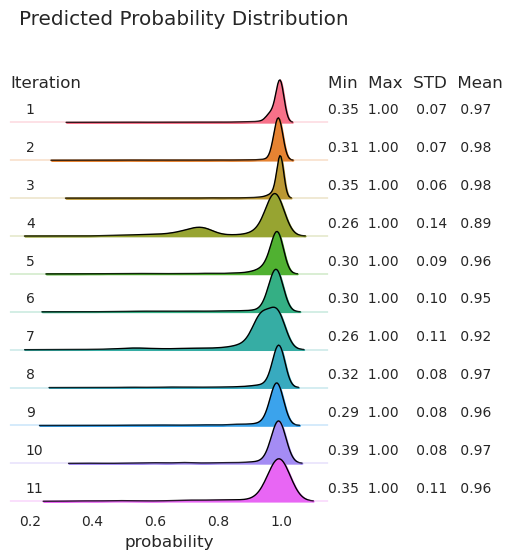 Predicted Probability Distribution
Iteration Min Max STD Mean
1 0.35 1.00 0.07 0.97
2 0.31 1.00 0.07 0.98
3 0.35 1.00 0.06 0.98
4 0.26 1.00 0.14 0.89
5 0.30 1.00 0.09 0.96
6 0.30 1.00 0.10 0.95
7 0.26 1.00 0.11 0.92
8 0.32 1.00 0.08 0.97
9 0.29 1.00 0.08 0.96
10 0.39 1.00 0.08 0.97
11 0.35 1.00 0.11 0.96
0.2 0.4 0.6 0.8 1.0
probability